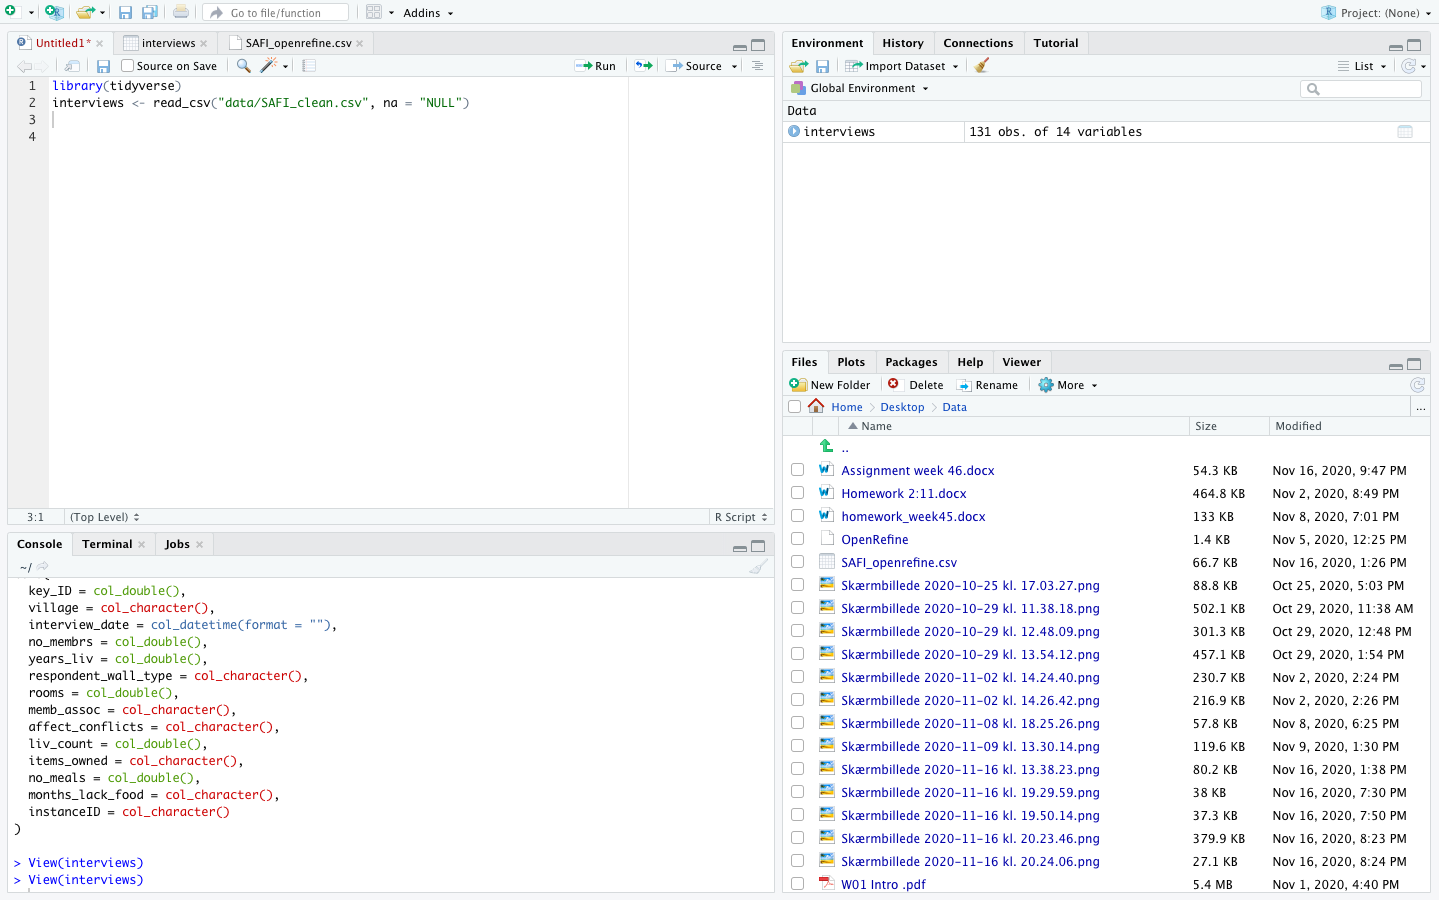 Go to file/function
Addins
Project: (None)
Untitled1*
interviews
SAFI_openrefine.csv
Source on Save
Run
Source
1 library(tidyverse)
2 interviews <- read_csv("data/SAFI_clean.csv", na = "NULL")
3
4
3:1
(Top Level)
R Script
Console
Terminal
Jobs
~/
key_ID = col_double(),
village = col_character(),
interview_date = col_datetime(format = ""),
no_membrs = col_double(),
years_liv = col_double(),
respondent_wall_type = col_character(),
rooms = col_double(),
memb_assoc = col_character(),
affect_conflicts = col_character(),
liv_count = col_double(),
items_owned = col_character(),
no_meals = col_double(),
months_lack_food = col_character(),
instanceID = col_character()
)
> View(interviews)
> View(interviews)
Environment
History
Connections
Tutorial
Import Dataset
List
Global Environment
Data
interviews 131 obs. of 14 variables
Files
Plots
Packages
Help
Viewer
New Folder
Delete
Rename
More
Home
Desktop
Data
...
Name Size Modified
..
Assignment week 46.docx 54.3 KB Nov 16, 2020, 9:47 PM
Homework 2:11.docx 464.8 KB Nov 2, 2020, 8:49 PM
homework_week45.docx 133 KB Nov 8, 2020, 7:01 PM
OpenRefine 1.4 KB Nov 5, 2020, 12:25 PM
SAFI_openrefine.csv 66.7 KB Nov 16, 2020, 1:26 PM
Skærmbillede 2020-10-25 kl. 17.03.27.png 88.8 KB Oct 25, 2020, 5:03 PM
Skærmbillede 2020-10-29 kl. 11.38.18.png 502.1 KB Oct 29, 2020, 11:38 AM
Skærmbillede 2020-10-29 kl. 12.48.09.png 301.3 KB Oct 29, 2020, 12:48 PM
Skærmbillede 2020-10-29 kl. 13.54.12.png 457.1 KB Oct 29, 2020, 1:54 PM
Skærmbillede 2020-11-02 kl. 14.24.40.png 230.7 KB Nov 2, 2020, 2:24 PM
Skærmbillede 2020-11-02 kl. 14.26.42.png 216.9 KB Nov 2, 2020, 2:26 PM
Skærmbillede 2020-11-08 kl. 18.25.26.png 57.8 KB Nov 8, 2020, 6:25 PM
Skærmbillede 2020-11-09 kl. 13.30.14.png 119.6 KB Nov 9, 2020, 1:30 PM
Skærmbillede 2020-11-16 kl. 13.38.23.png 80.2 KB Nov 16, 2020, 1:38 PM
Skærmbillede 2020-11-16 kl. 19.29.59.png 38 KB Nov 16, 2020, 7:30 PM
Skærmbillede 2020-11-16 kl. 19.50.14.png 37.3 KB Nov 16, 2020, 7:50 PM
Skærmbillede 2020-11-16 kl. 20.23.46.png 379.9 KB Nov 16, 2020, 8:23 PM
Skærmbillede 2020-11-16 kl. 20.24.06.png 27.1 KB Nov 16, 2020, 8:24 PM
W01 Intro .pdf 5.4 MB Nov 1, 2020, 4:40 PM